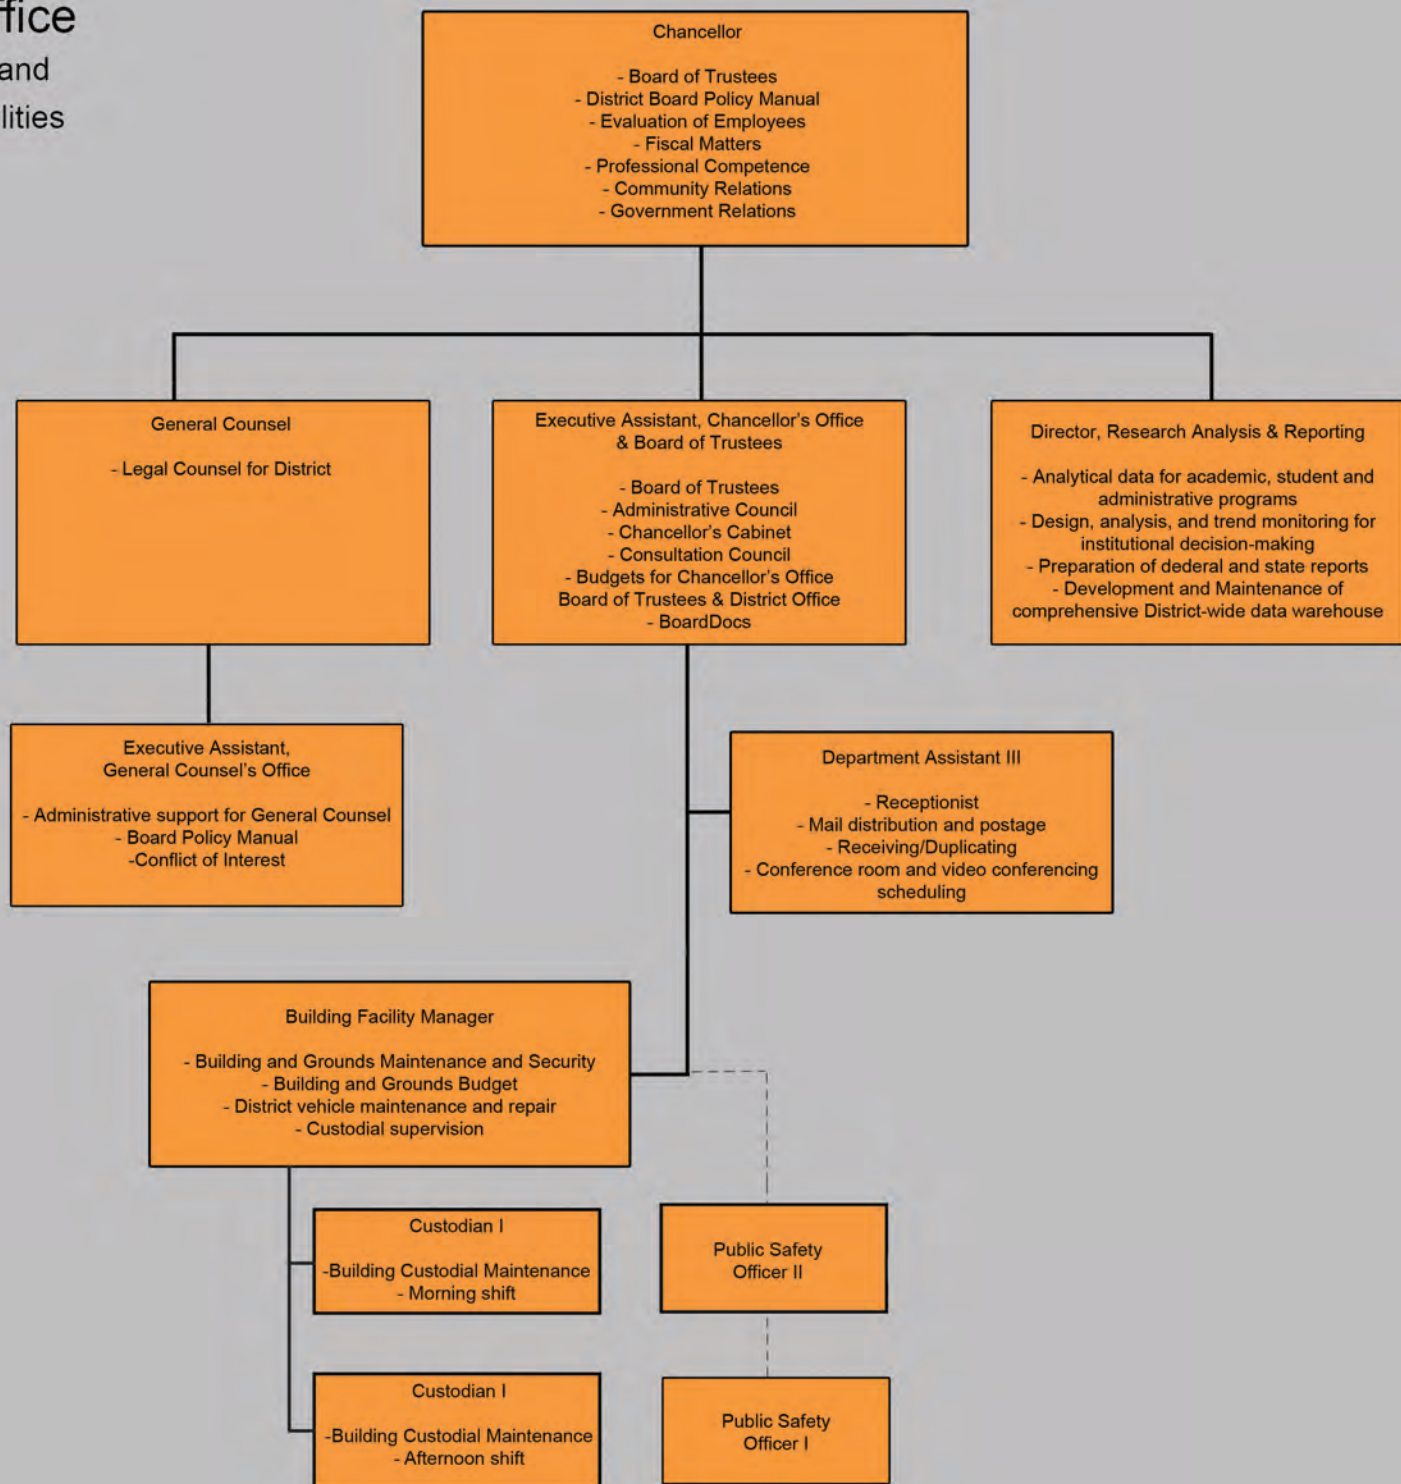 and
Chancellor
- Board of Trustees
- District Board Policy Manual
- Evaluation of Employees
- Fiscal Matters
- Professional Competence
- Community Relations
- Government Relations
General Counsel
- Legal Counsel for District
Executive Assistant, Chancellor's Office
& Board of Trustees
- Board of Trustees
- Administrative Council
- Chancellor's Cabinet
- Consultation Council
- Budgets for Chancellor's Office
Board of Trustees & District Office
- BoardDocs
Director, Research Analysis & Reporting
- Analytical data for academic, student and
administrative programs
- Design, analysis, and trend monitoring for
institutional decision-making
- Preparation of dederal and state reports
- Development and Maintenance of
comprehensive District-wide data warehouse
Executive Assistant,
General Counsel's Office
- Administrative support for General Counsel
- Board Policy Manual
-Conflict of Interest
Department Assistant III
- Receptionist
- Mail distribution and postage
- Receiving/Duplicating
- Conference room and video conferencing
scheduling
Building Facility Manager
- Building and Grounds Maintenance and Security
- Building and Grounds Budget
- District vehicle maintenance and repair
- Custodial supervision
Custodian I
-Building Custodial Maintenance
- Morning shift
Public Safety
Officer II
Custodian I
-Building Custodial Maintenance
- Afternoon shift
Public Safety
Officer I